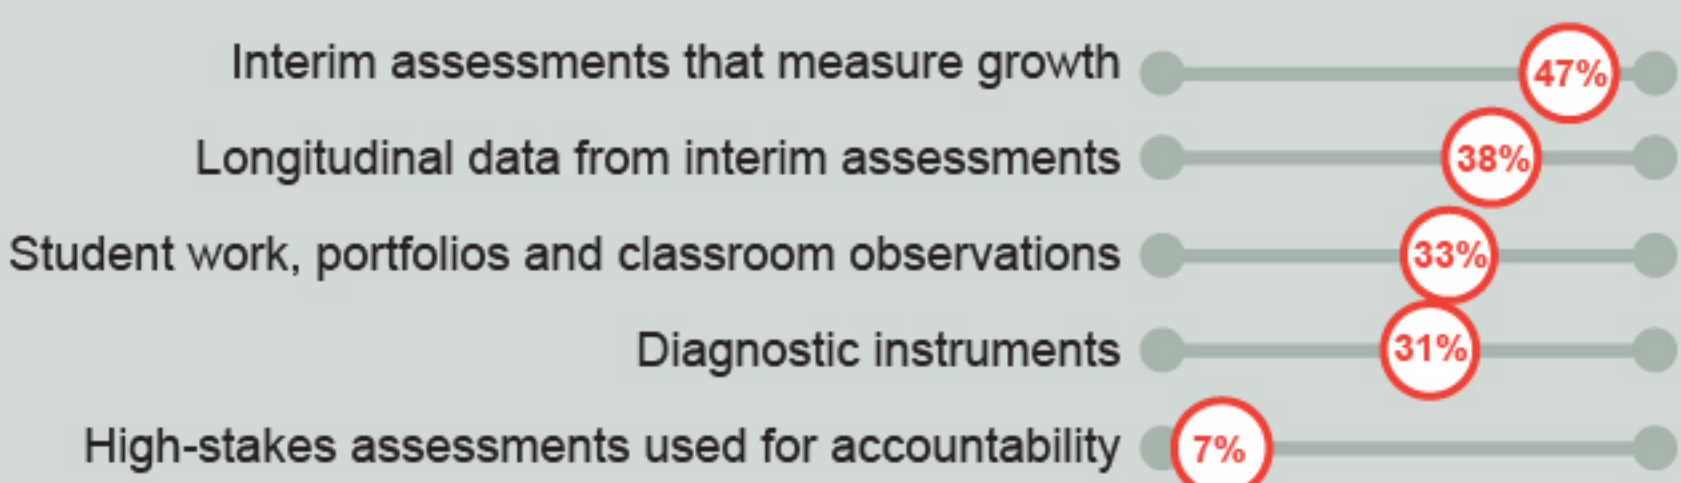 Interim assessments that measure growth 47%
Longitudinal data from interim assessments 38%
Student work, portfolios and classroom observations 33%
Diagnostic instruments 31%
High-stakes assessments used for accountability 7%